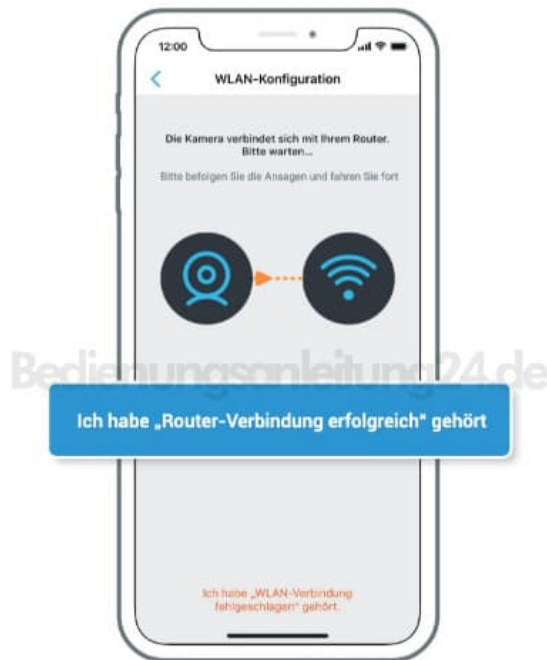 12:00
WLAN-Konfiguration
Die Kamera verbindet sich mit Ihrem Router.
Bitte warten...
Bitte befolgen Sie die Ansagen und fahren Sie fort
Bedienungsanleitung24.de
Ich habe „Router-Verbindung erfolgreich“ gehört
Ich habe „WLAN-Verbindung
fehlgeschlagen“ gehört.